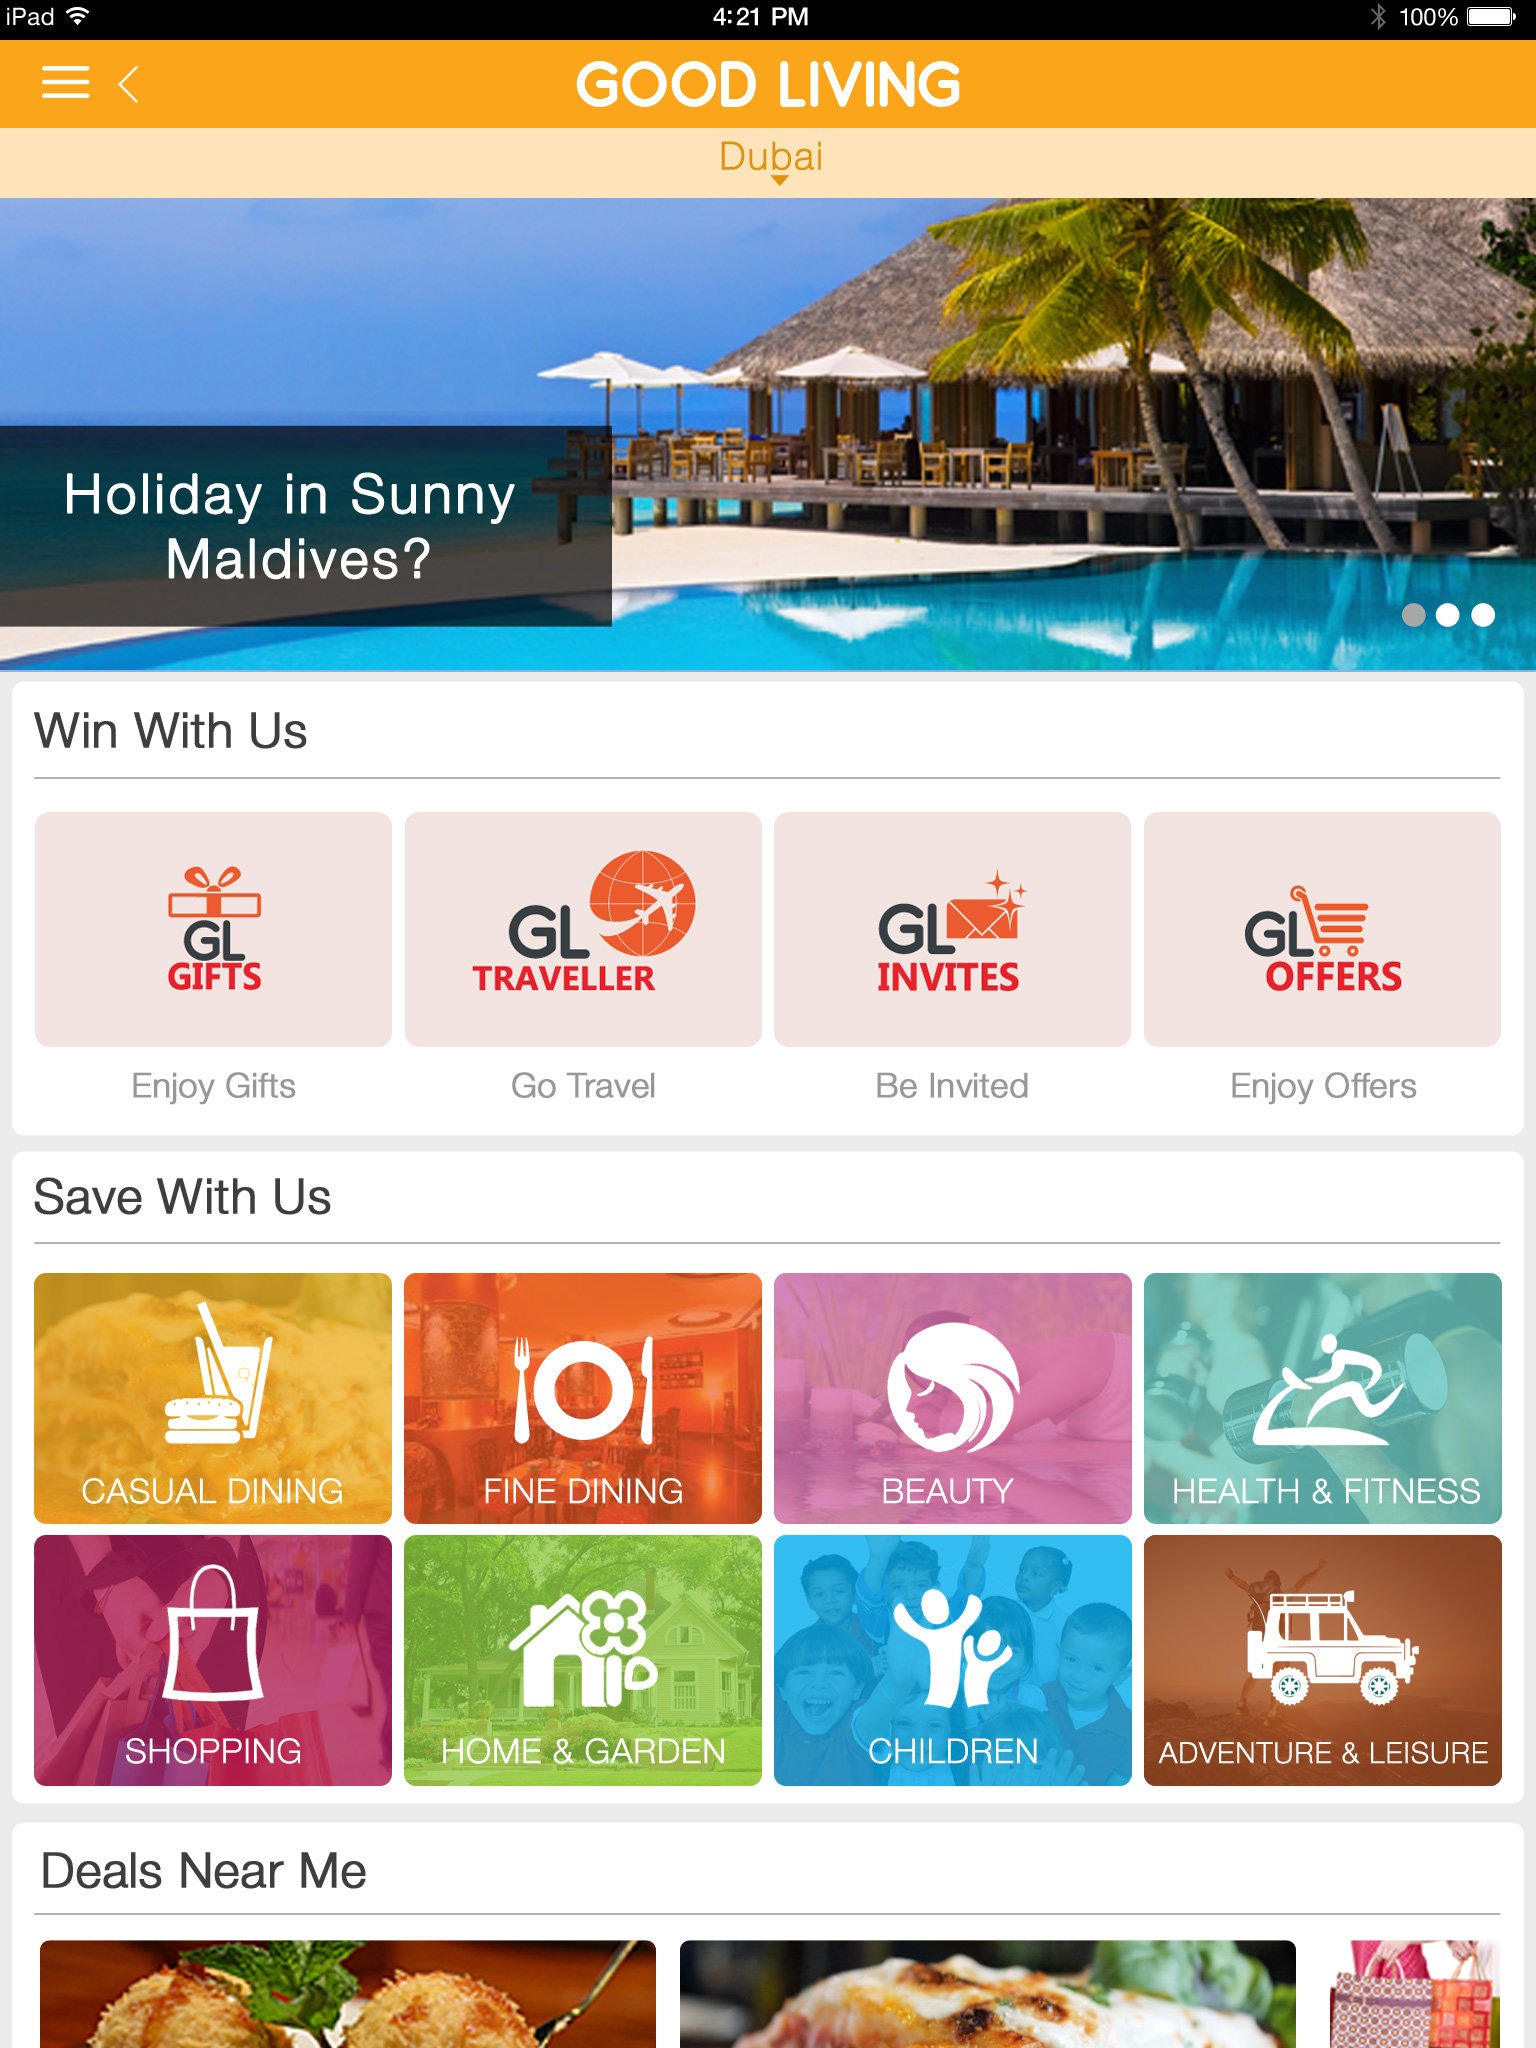 iPad
4:21 PM
100%
GOOD LIVING
Dubai
Holiday in Sunny
Maldives?
Win With Us
GL
GIFTS
GL
TRAVELLER
GL
INVITES
GL
OFFERS
Enjoy Gifts
Go Travel
Be Invited
Enjoy Offers
Save With Us
CASUAL DINING
FINE DINING
BEAUTY
HEALTH & FITNESS
SHOPPING
HOME & GARDEN
CHILDREN
ADVENTURE & LEISURE
Deals Near Me